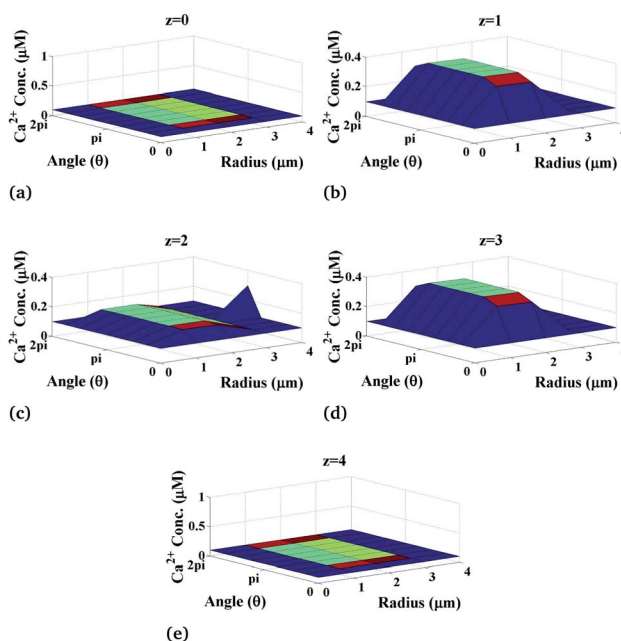 z=0
Ca2+ Conc. (μM)
1
0.5
0
2pi
pi
0
Angle (θ)
0
1
2
3
4
Radius (μm)
(a)
z=1
Ca2+ Conc. (μM)
0.4
0.2
0
2pi
pi
0
Angle (θ)
0
1
2
3
4
Radius (μm)
(b)
z=2
Ca2+ Conc. (μM)
0.4
0.2
0
2pi
pi
0
Angle (θ)
0
1
2
3
4
Radius (μm)
(c)
z=3
Ca2+ Conc. (μM)
0.4
0.2
0
2pi
pi
0
Angle (θ)
0
1
2
3
4
Radius (μm)
(d)
z=4
Ca2+ Conc. (μM)
1
0.5
0
2pi
pi
0
Angle (θ)
0
1
2
3
4
Radius (μm)
(e)